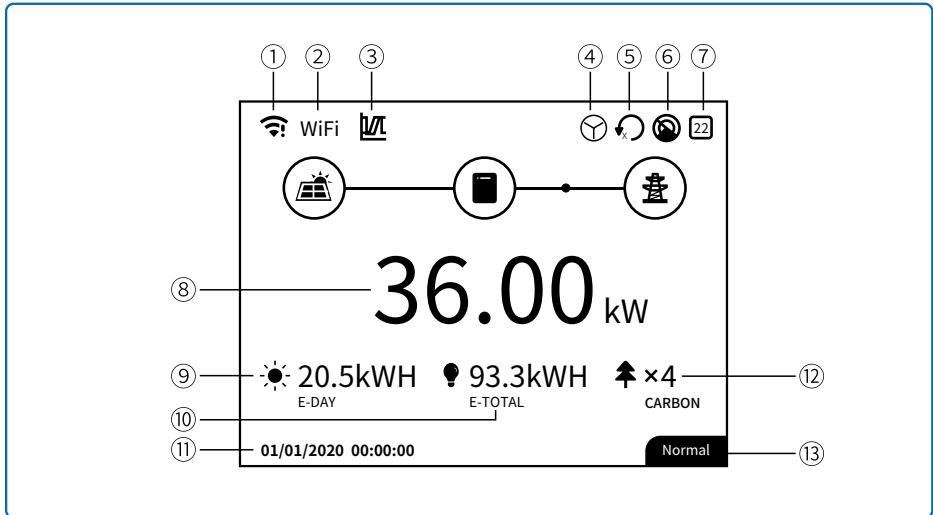 ① ② ③ ④ ⑤ ⑥ ⑦
WiFi x 22
⑧ 36.00 kW
⑨ 20.5kWH 93.3kWH ×4 ⑫
E-DAY E-TOTAL CARBON
⑩
⑪ 01/01/2020 00:00:00 Normal ⑬